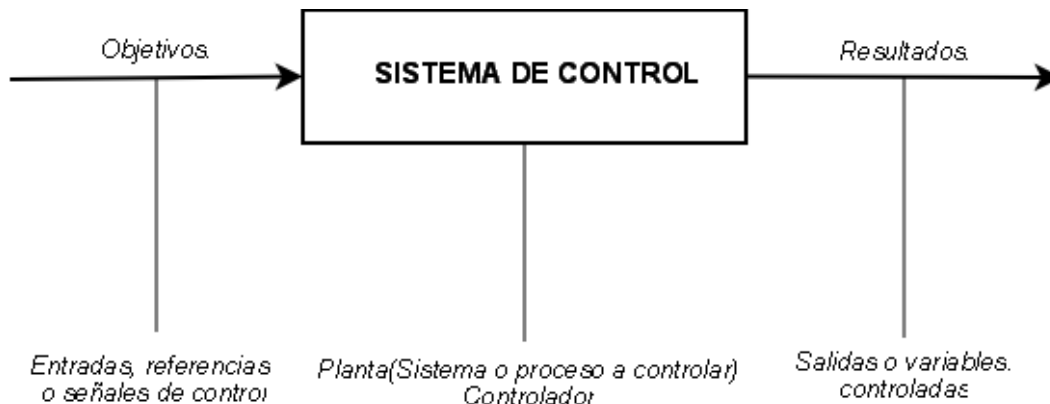 Objetivos.
Resultados.
SISTEMA DE CONTROL
Entradas, referencias
o señales de control
Planta(Sistema o proceso a controlar)
Controlador
Salidas o variables.
controladas